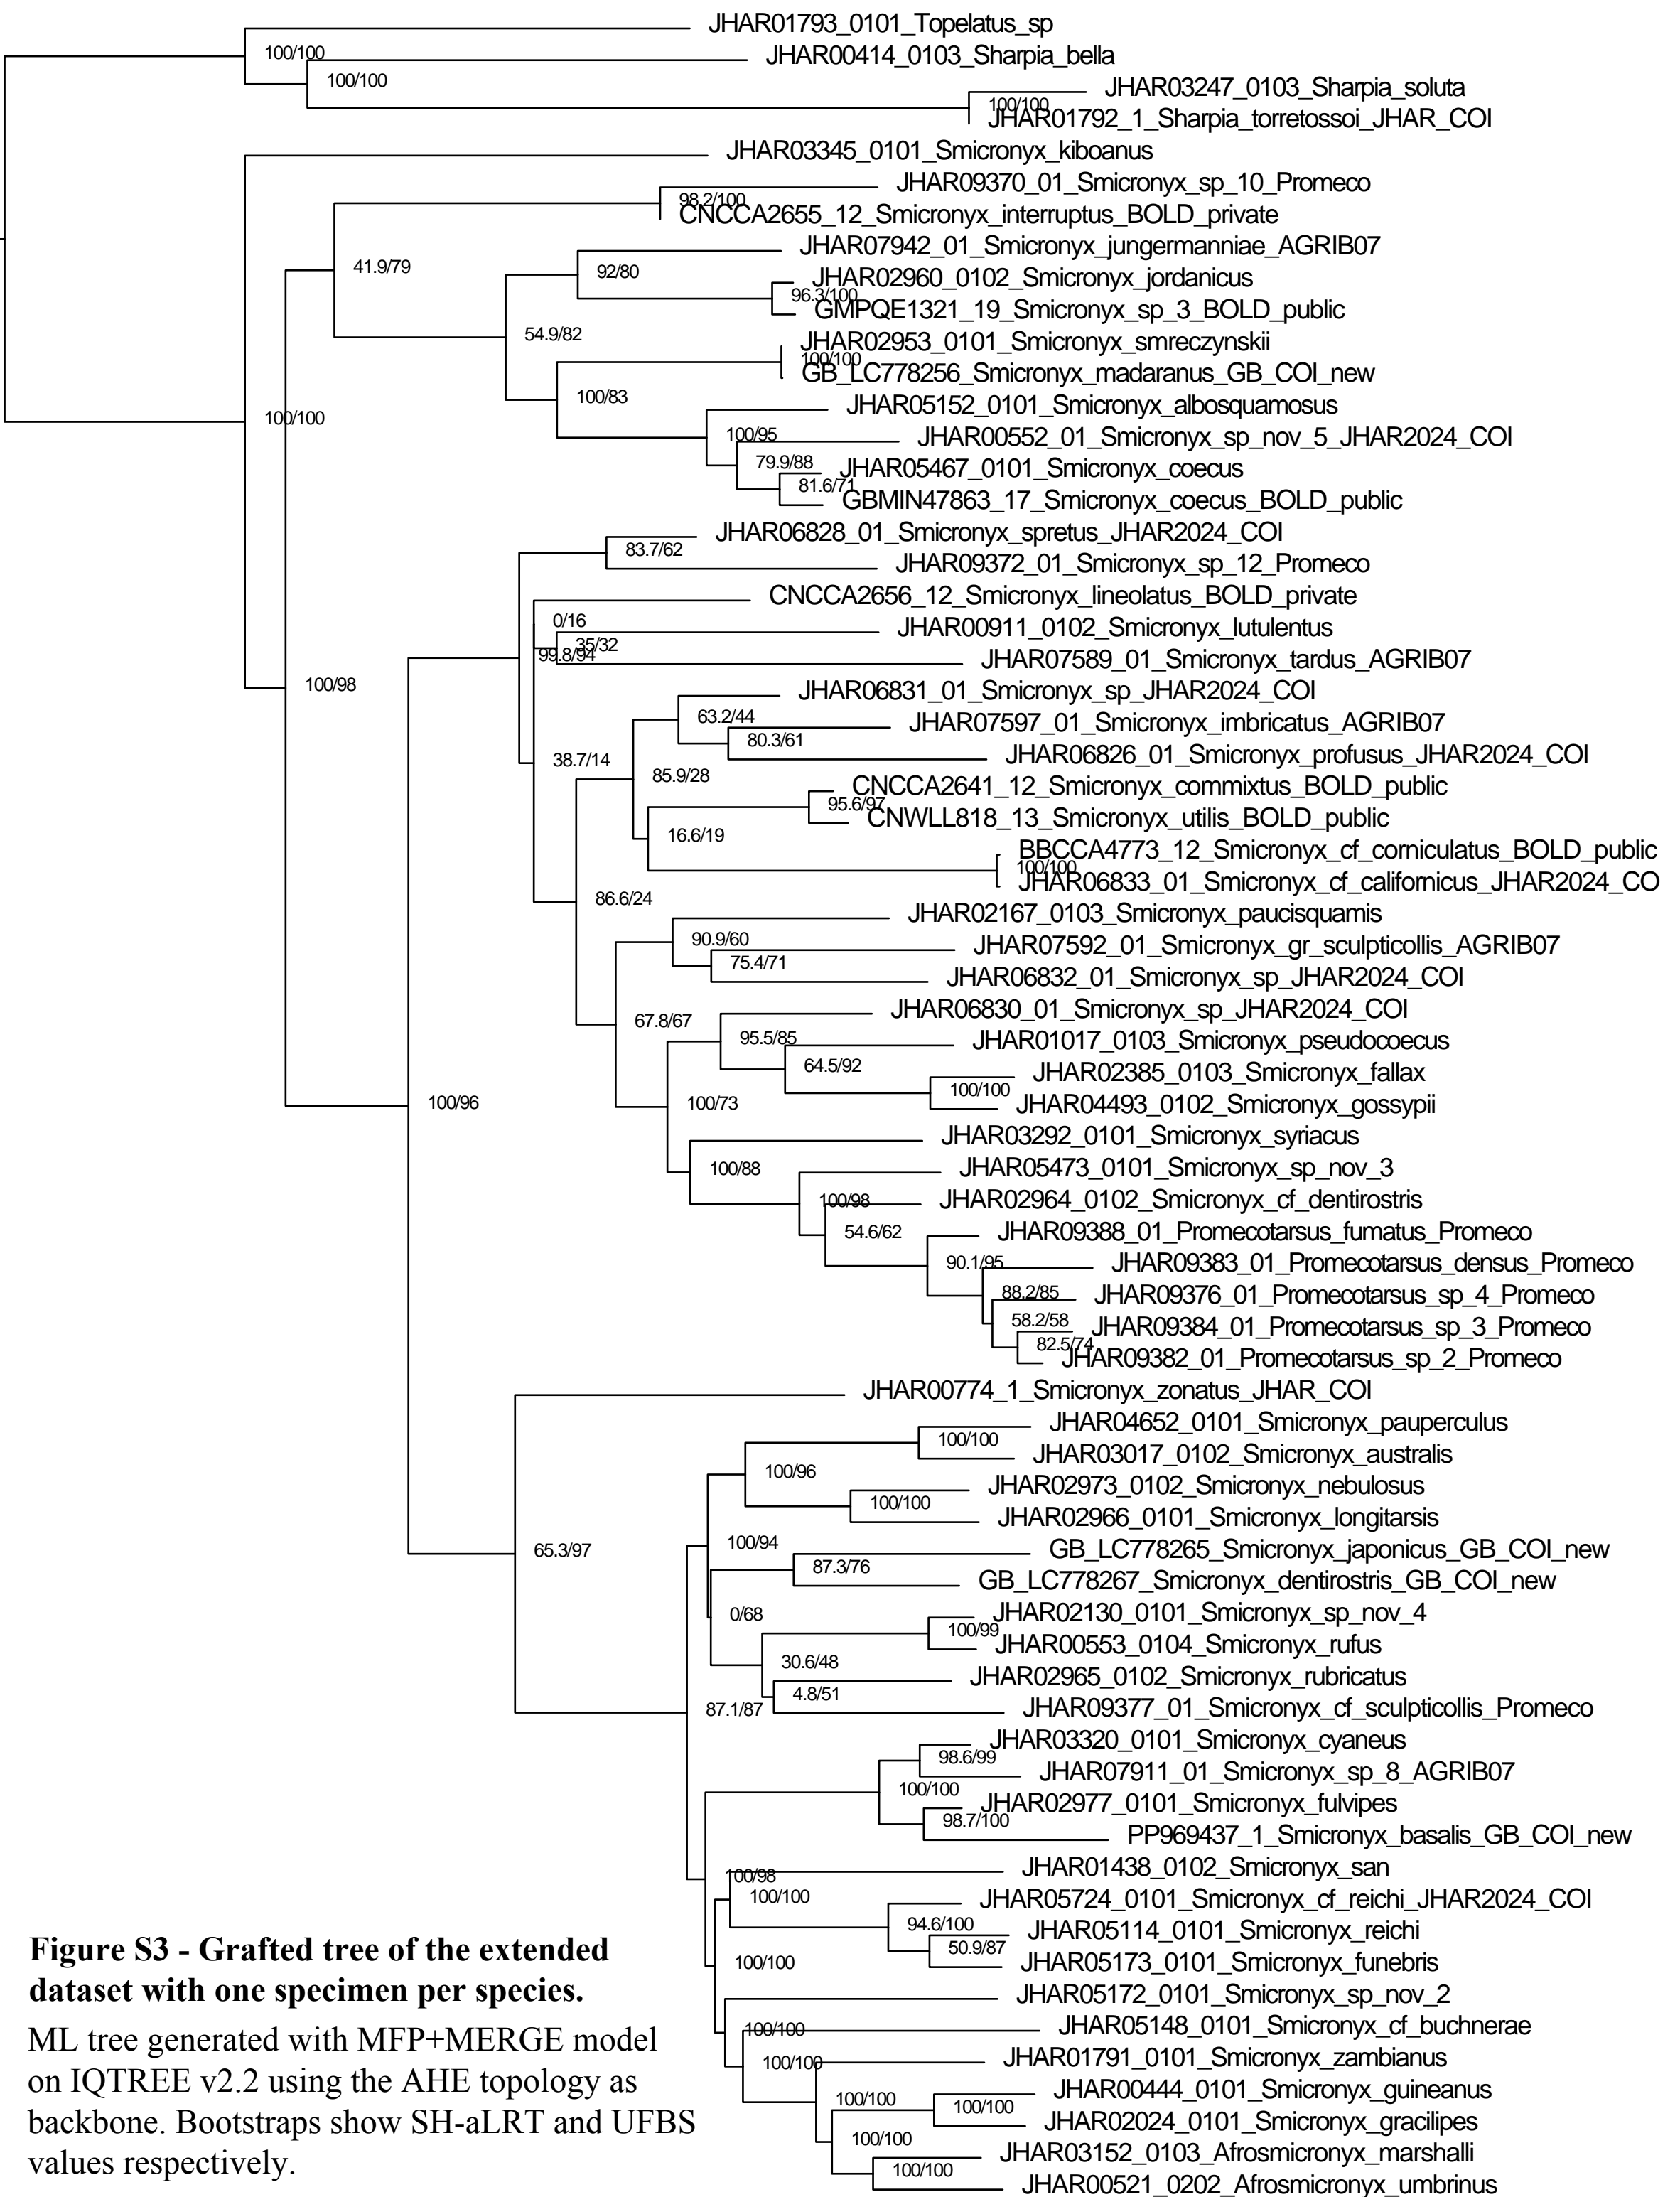 JHAR01793_0101_Topelatus_sp
100/100
JHAR00414_0103_Sharpia_bella
100/100
JHAR03247_0103_Sharpia_soluta
100/100
JHAR01792_1_Sharpia_torretossoi_JHAR_COI
JHAR03345_0101_Smicronyx_kiboanus
JHAR09370_01_Smicronyx_sp_10_Promeco
98.2/100
CNCCA2655_12_Smicronyx_interruptus_BOLD_private
JHAR07942_01_Smicronyx_jungermanniae_AGRIB07
41.9/79
92/80
JHAR02960_0102_Smicronyx_jordanicus
96.3/100
GMPQE1321_19_Smicronyx_sp_3_BOLD_public
54.9/82
JHAR02953_0101_Smicronyx_smreczynskii
100/100
GB_LC778256_Smicronyx_madaranus_GB_COI_new
100/83
JHAR05152_0101_Smicronyx_albosquamosus
100/100
100/95
JHAR00552_01_Smicronyx_sp_nov_5_JHAR2024_COI
79.9/88
JHAR05467_0101_Smicronyx_coecus
81.6/71
GBMIN47863_17_Smicronyx_coecus_BOLD_public
JHAR06828_01_Smicronyx_spretus_JHAR2024_COI
83.7/62
JHAR09372_01_Smicronyx_sp_12_Promeco
CNCCA2656_12_Smicronyx_lineolatus_BOLD_private
0/16
JHAR00911_0102_Smicronyx_lutulentus
35/32
99.8/94
JHAR07589_01_Smicronyx_tardus_AGRIB07
100/98
JHAR06831_01_Smicronyx_sp_JHAR2024_COI
63.2/44
JHAR07597_01_Smicronyx_imbricatus_AGRIB07
80.3/61
JHAR06826_01_Smicronyx_profusus_JHAR2024_COI
38.7/14
85.9/28
CNCCA2641_12_Smicronyx_commixtus_BOLD_public
95.6/97
CNWLL818_13_Smicronyx_utilis_BOLD_public
16.6/19
BBCCA4773_12_Smicronyx_cf_corniculatus_BOLD_public
100/100
JHAR06833_01_Smicronyx_cf_californicus_JHAR2024_CO
86.6/24
JHAR02167_0103_Smicronyx_paucisquamis
90.9/60
JHAR07592_01_Smicronyx_gr_sculpticollis_AGRIB07
75.4/71
JHAR06832_01_Smicronyx_sp_JHAR2024_COI
JHAR06830_01_Smicronyx_sp_JHAR2024_COI
67.8/67
95.5/85
JHAR01017_0103_Smicronyx_pseudocoecus
64.5/92
JHAR02385_0103_Smicronyx_fallax
100/100
JHAR04493_0102_Smicronyx_gossypii
100/96
100/73
JHAR03292_0101_Smicronyx_syriacus
100/88
JHAR05473_0101_Smicronyx_sp_nov_3
100/98
JHAR02964_0102_Smicronyx_cf_dentirostris
54.6/62
JHAR09388_01_Promecotarsus_fumatus_Promeco
90.1/95
JHAR09383_01_Promecotarsus_densus_Promeco
88.2/85
JHAR09376_01_Promecotarsus_sp_4_Promeco
58.2/58
JHAR09384_01_Promecotarsus_sp_3_Promeco
82.5/74
JHAR09382_01_Promecotarsus_sp_2_Promeco
JHAR00774_1_Smicronyx_zonatus_JHAR_COI
JHAR04652_0101_Smicronyx_pauperculus
100/100
JHAR03017_0102_Smicronyx_australis
100/96
JHAR02973_0102_Smicronyx_nebulosus
100/100
JHAR02966_0101_Smicronyx_longitarsis
65.3/97
100/94
GB_LC778265_Smicronyx_japonicus_GB_COI_new
87.3/76
GB_LC778267_Smicronyx_dentirostris_GB_COI_new
0/68
JHAR02130_0101_Smicronyx_sp_nov_4
100/99
JHAR00553_0104_Smicronyx_rufus
30.6/48
JHAR02965_0102_Smicronyx_rubricatus
4.8/51
87.1/87
JHAR09377_01_Smicronyx_cf_sculpticollis_Promeco
JHAR03320_0101_Smicronyx_cyaneus
98.6/99
JHAR07911_01_Smicronyx_sp_8_AGRIB07
100/100
JHAR02977_0101_Smicronyx_fulvipes
98.7/100
PP969437_1_Smicronyx_basalis_GB_COI_new
JHAR01438_0102_Smicronyx_san
100/98
100/100
JHAR05724_0101_Smicronyx_cf_reichi_JHAR2024_COI
94.6/100
JHAR05114_0101_Smicronyx_reichi
50.9/87
JHAR05173_0101_Smicronyx_funebris
100/100
JHAR05172_0101_Smicronyx_sp_nov_2
100/100
JHAR05148_0101_Smicronyx_cf_buchnerae
100/100
JHAR01791_0101_Smicronyx_zambianus
100/100
JHAR00444_0101_Smicronyx_guineanus
100/100
JHAR02024_0101_Smicronyx_gracilipes
100/100
JHAR03152_0103_Afrosmicronyx_marshalli
100/100
JHAR00521_0202_Afrosmicronyx_umbrinus
Figure S3 - Grafted tree of the extended
dataset with one specimen per species.
ML tree generated with MFP+MERGE model
on IQTREE v2.2 using the AHE topology as
backbone. Bootstraps show SH-aLRT and UFBS
values respectively.